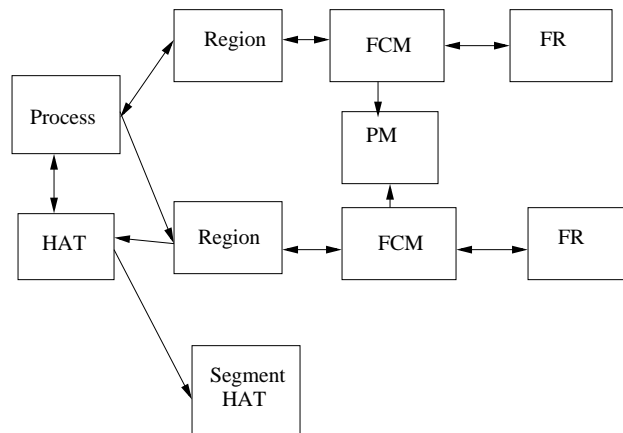 Region
FCM
FR
Process
PM
HAT
Region
FCM
FR
Segment
HAT